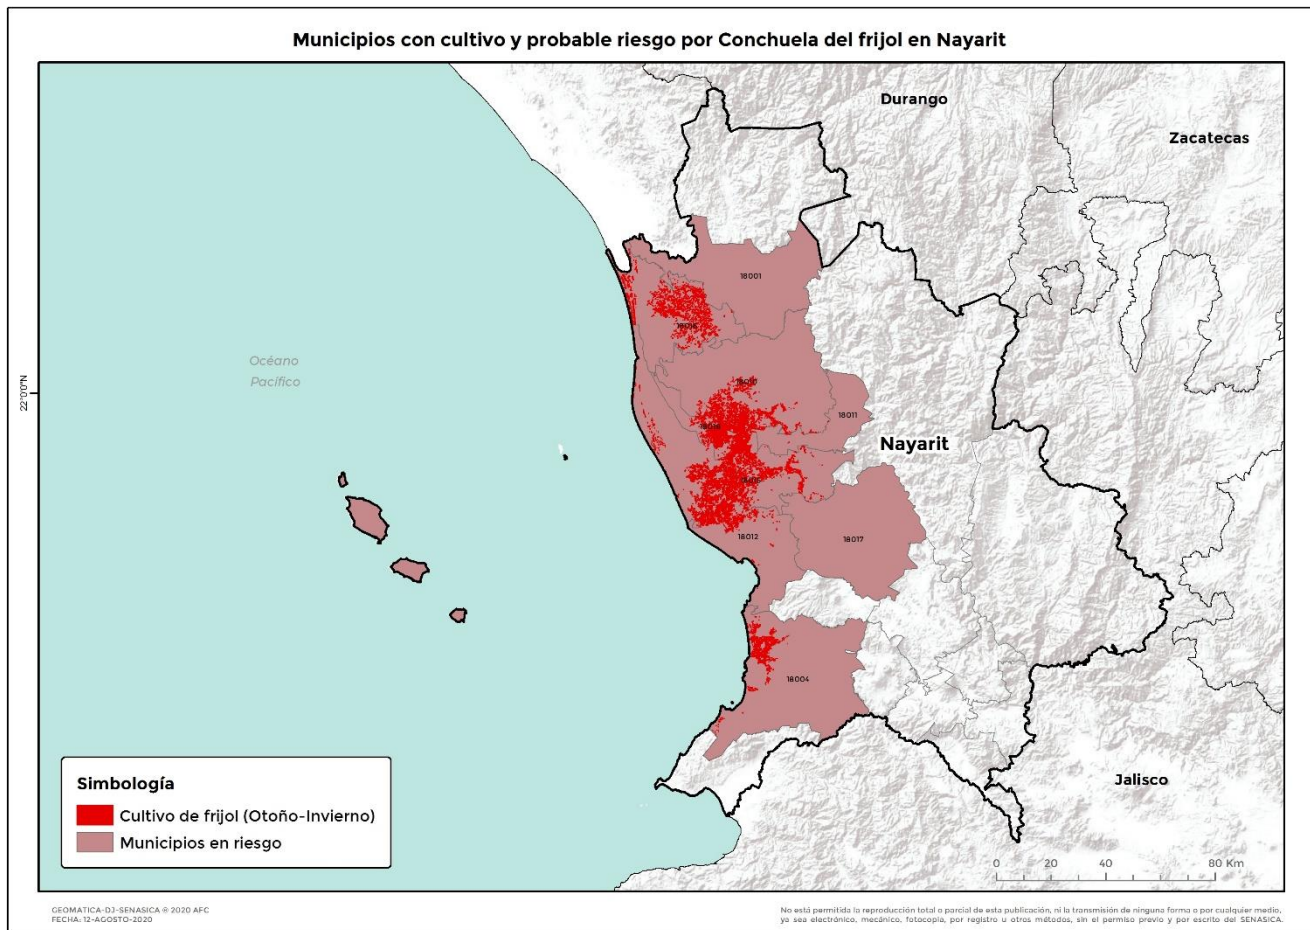 Municipios con cultivo y probable riesgo por Conchuela del frijol en Nayarit
Durango
Zacatecas
18001
Océano
Pacífico
22°0'0"N
18011
Nayarit
18012
18017
18004
Jalisco
Simbología
Cultivo de frijol (Otoño-Invierno)
Municipios en riesgo
0 20 40 80 Km
GEOMATICA-DJ-SENASICA ® 2020 AFC
FECHA: 12-AGOSTO-2020
No está permitida la reproducción total o parcial de esta publicación, ni la transmisión de ninguna forma o por cualquier medio,
ya sea electrónico, mecánico, fotocopia, por registro u otros métodos, sin el permiso previo y por escrito del SENASICA.